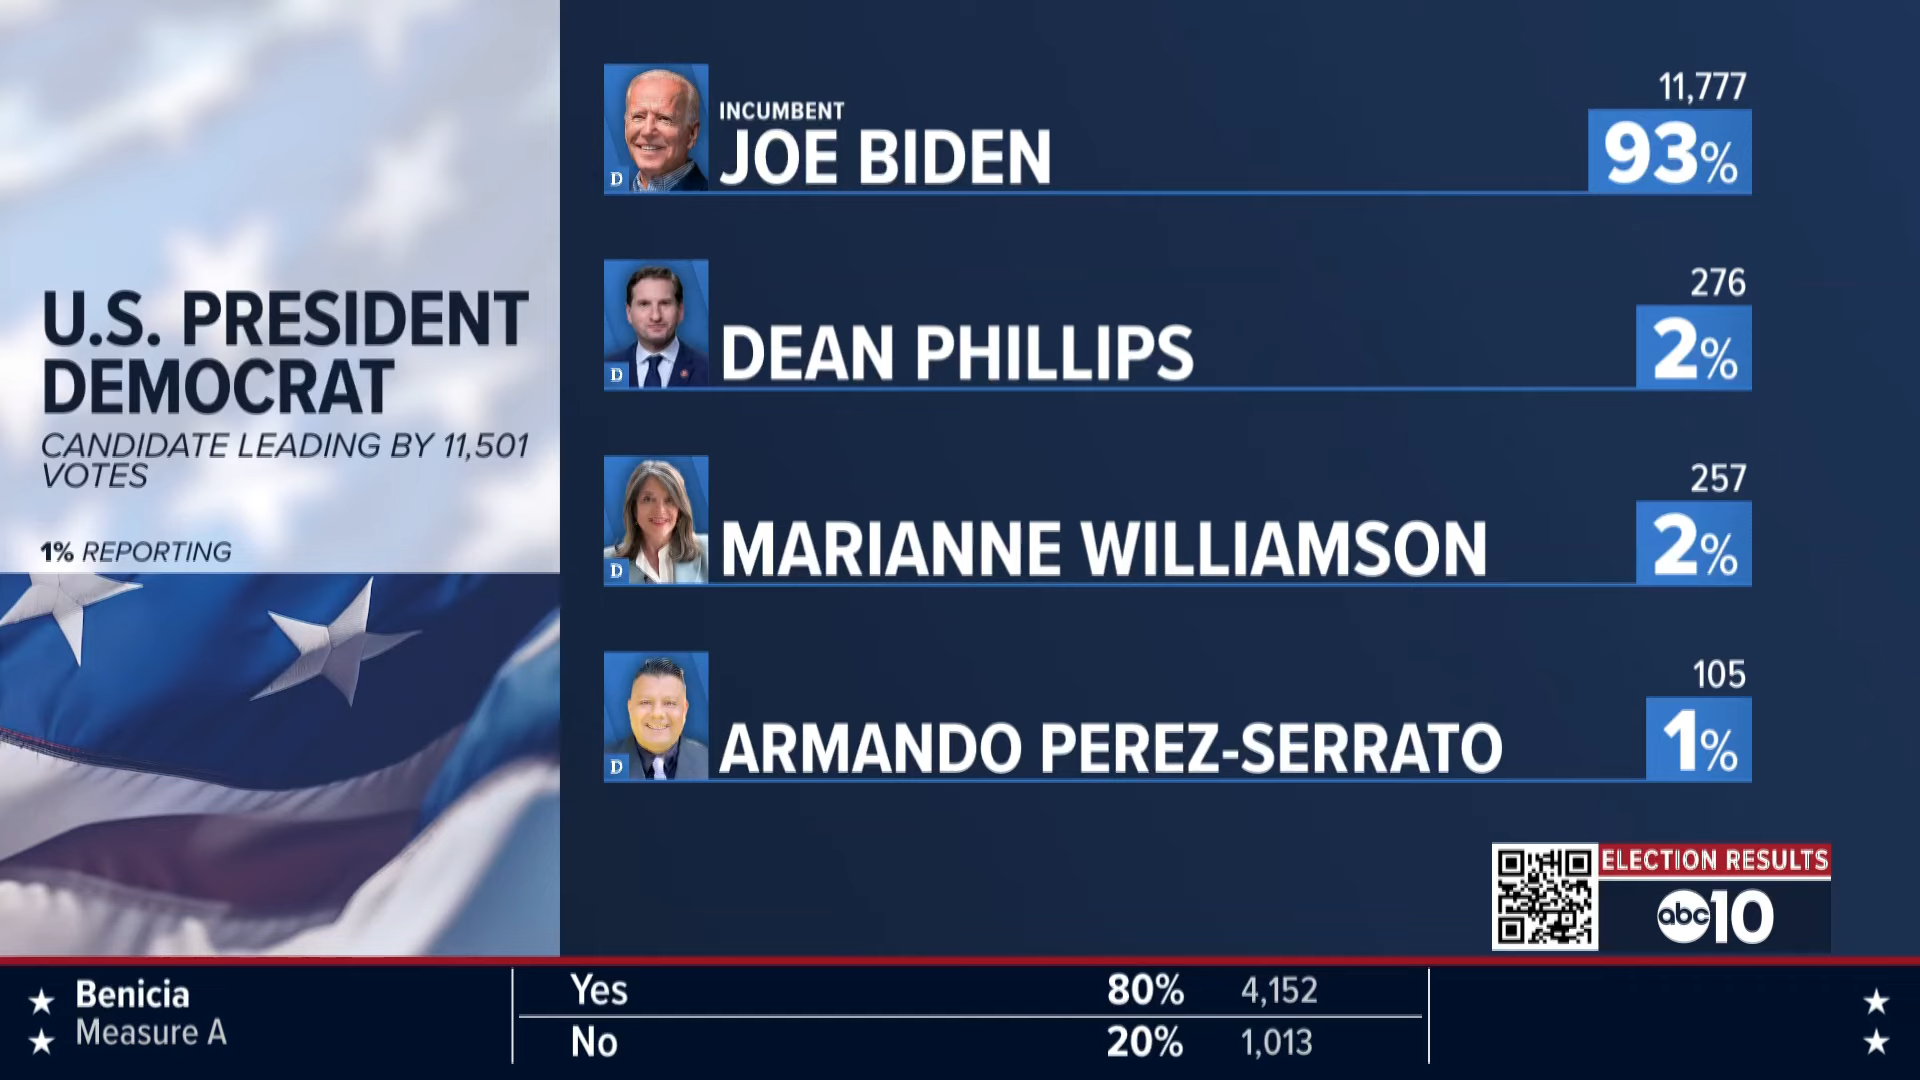 U.S. PRESIDENT
DEMOCRAT
CANDIDATE LEADING BY 11,501
VOTES
1% REPORTING
11,777
INCUMBENT
JOE BIDEN
93%
D
276
DEAN PHILLIPS
2%
D
257
MARIANNE WILLIAMSON
2%
D
105
ARMANDO PEREZ-SERRATO
1%
D
ELECTION RESULTS
abc10
Benicia
Measure A
Yes 80% 4,152
No 20% 1,013